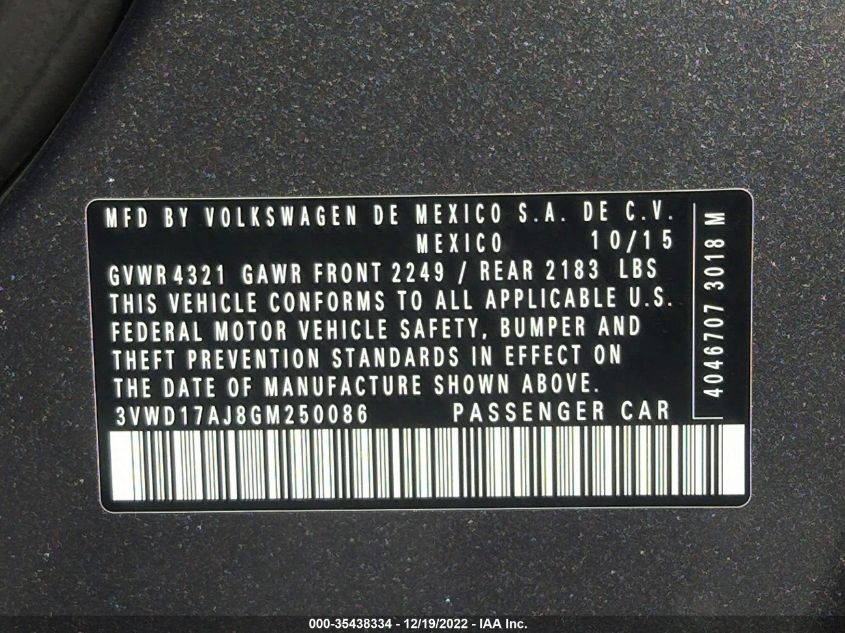 MFD BY VOLKSWAGEN DE MEXICO S.A. DE C.V.
MEXICO 10/15
GVWR 4321 GAWR FRONT 2249 / REAR 2183 LBS
THIS VEHICLE CONFORMS TO ALL APPLICABLE U.S.
FEDERAL MOTOR VEHICLE SAFETY, BUMPER AND
THEFT PREVENTION STANDARDS IN EFFECT ON
THE DATE OF MANUFACTURE SHOWN ABOVE.
3VWD17AJ8GM250086 PASSENGER CAR
4046707 3018 M
000-35438334 - 12/19/2022 - IAA Inc.